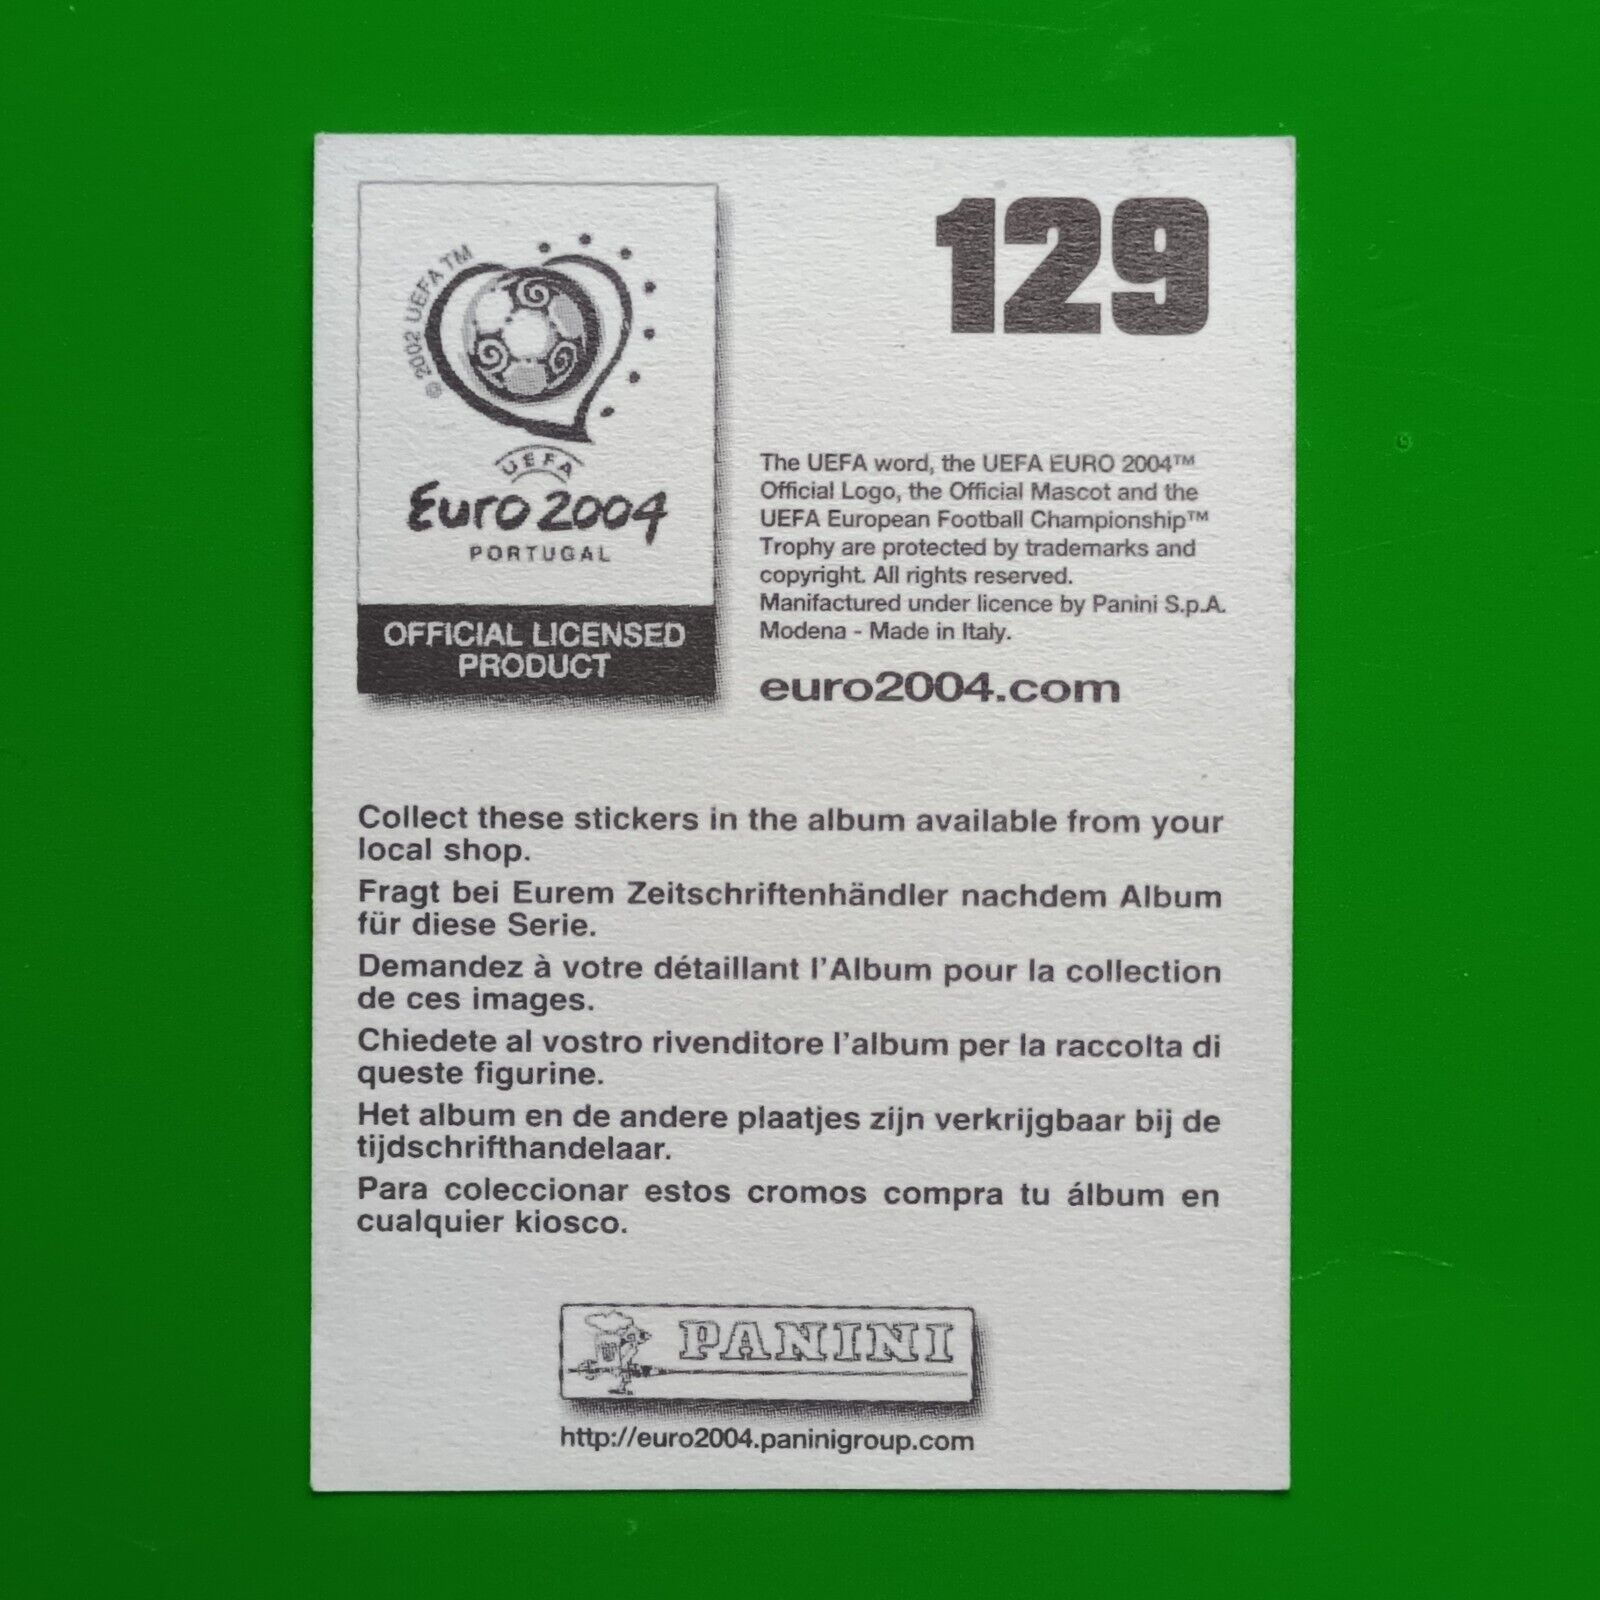 129
© 2002 UEFA TM
UEFA
Euro 2004
PORTUGAL
OFFICIAL LICENSED
PRODUCT
The UEFA word, the UEFA EURO 2004™
Official Logo, the Official Mascot and the
UEFA European Football Championship™
Trophy are protected by trademarks and
copyright. All rights reserved.
Manifactured under licence by Panini S.p.A.
Modena - Made in Italy.
euro2004.com
Collect these stickers in the album available from your
local shop.
Fragt bei Eurem Zeitschriftenhändler nachdem Album
für diese Serie.
Demandez à votre détaillant l'Album pour la collection
de ces images.
Chiedete al vostro rivenditore l'album per la raccolta di
queste figurine.
Het album en de andere plaatjes zijn verkrijgbaar bij de
tijdschrifthandelaar.
Para coleccionar estos cromos compra tu álbum en
cualquier kiosco.
PANINI
http://euro2004.paninigroup.com